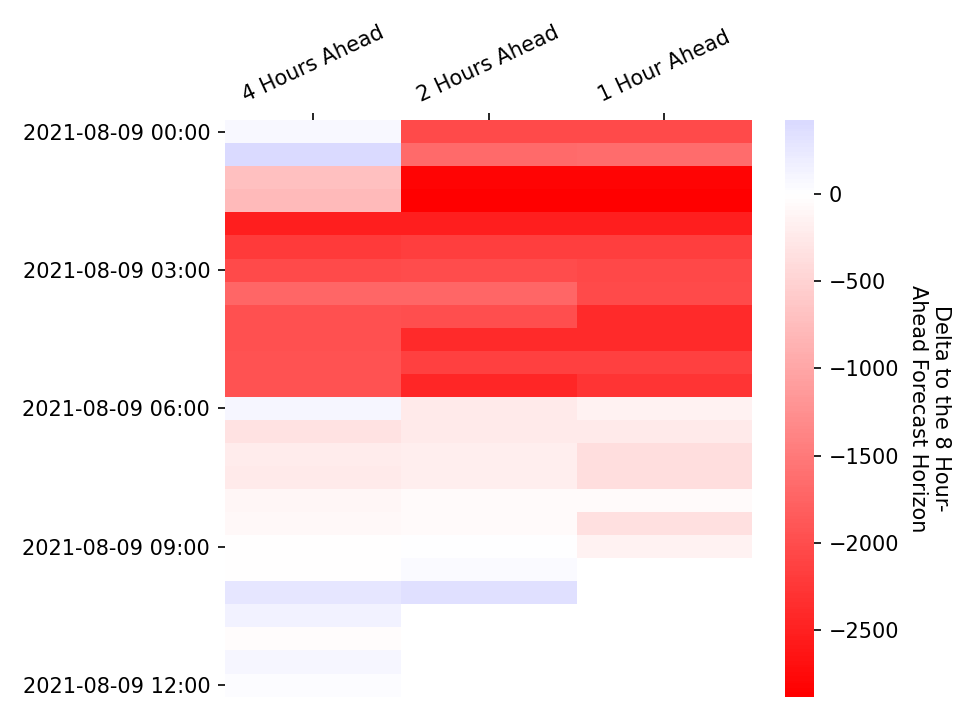 4 Hours Ahead
2 Hours Ahead
1 Hour Ahead
2021-08-09 00:00
2021-08-09 03:00
2021-08-09 06:00
2021-08-09 09:00
2021-08-09 12:00
0
−500
−1000
−1500
−2000
−2500
Delta to the 8 Hour-
Ahead Forecast Horizon